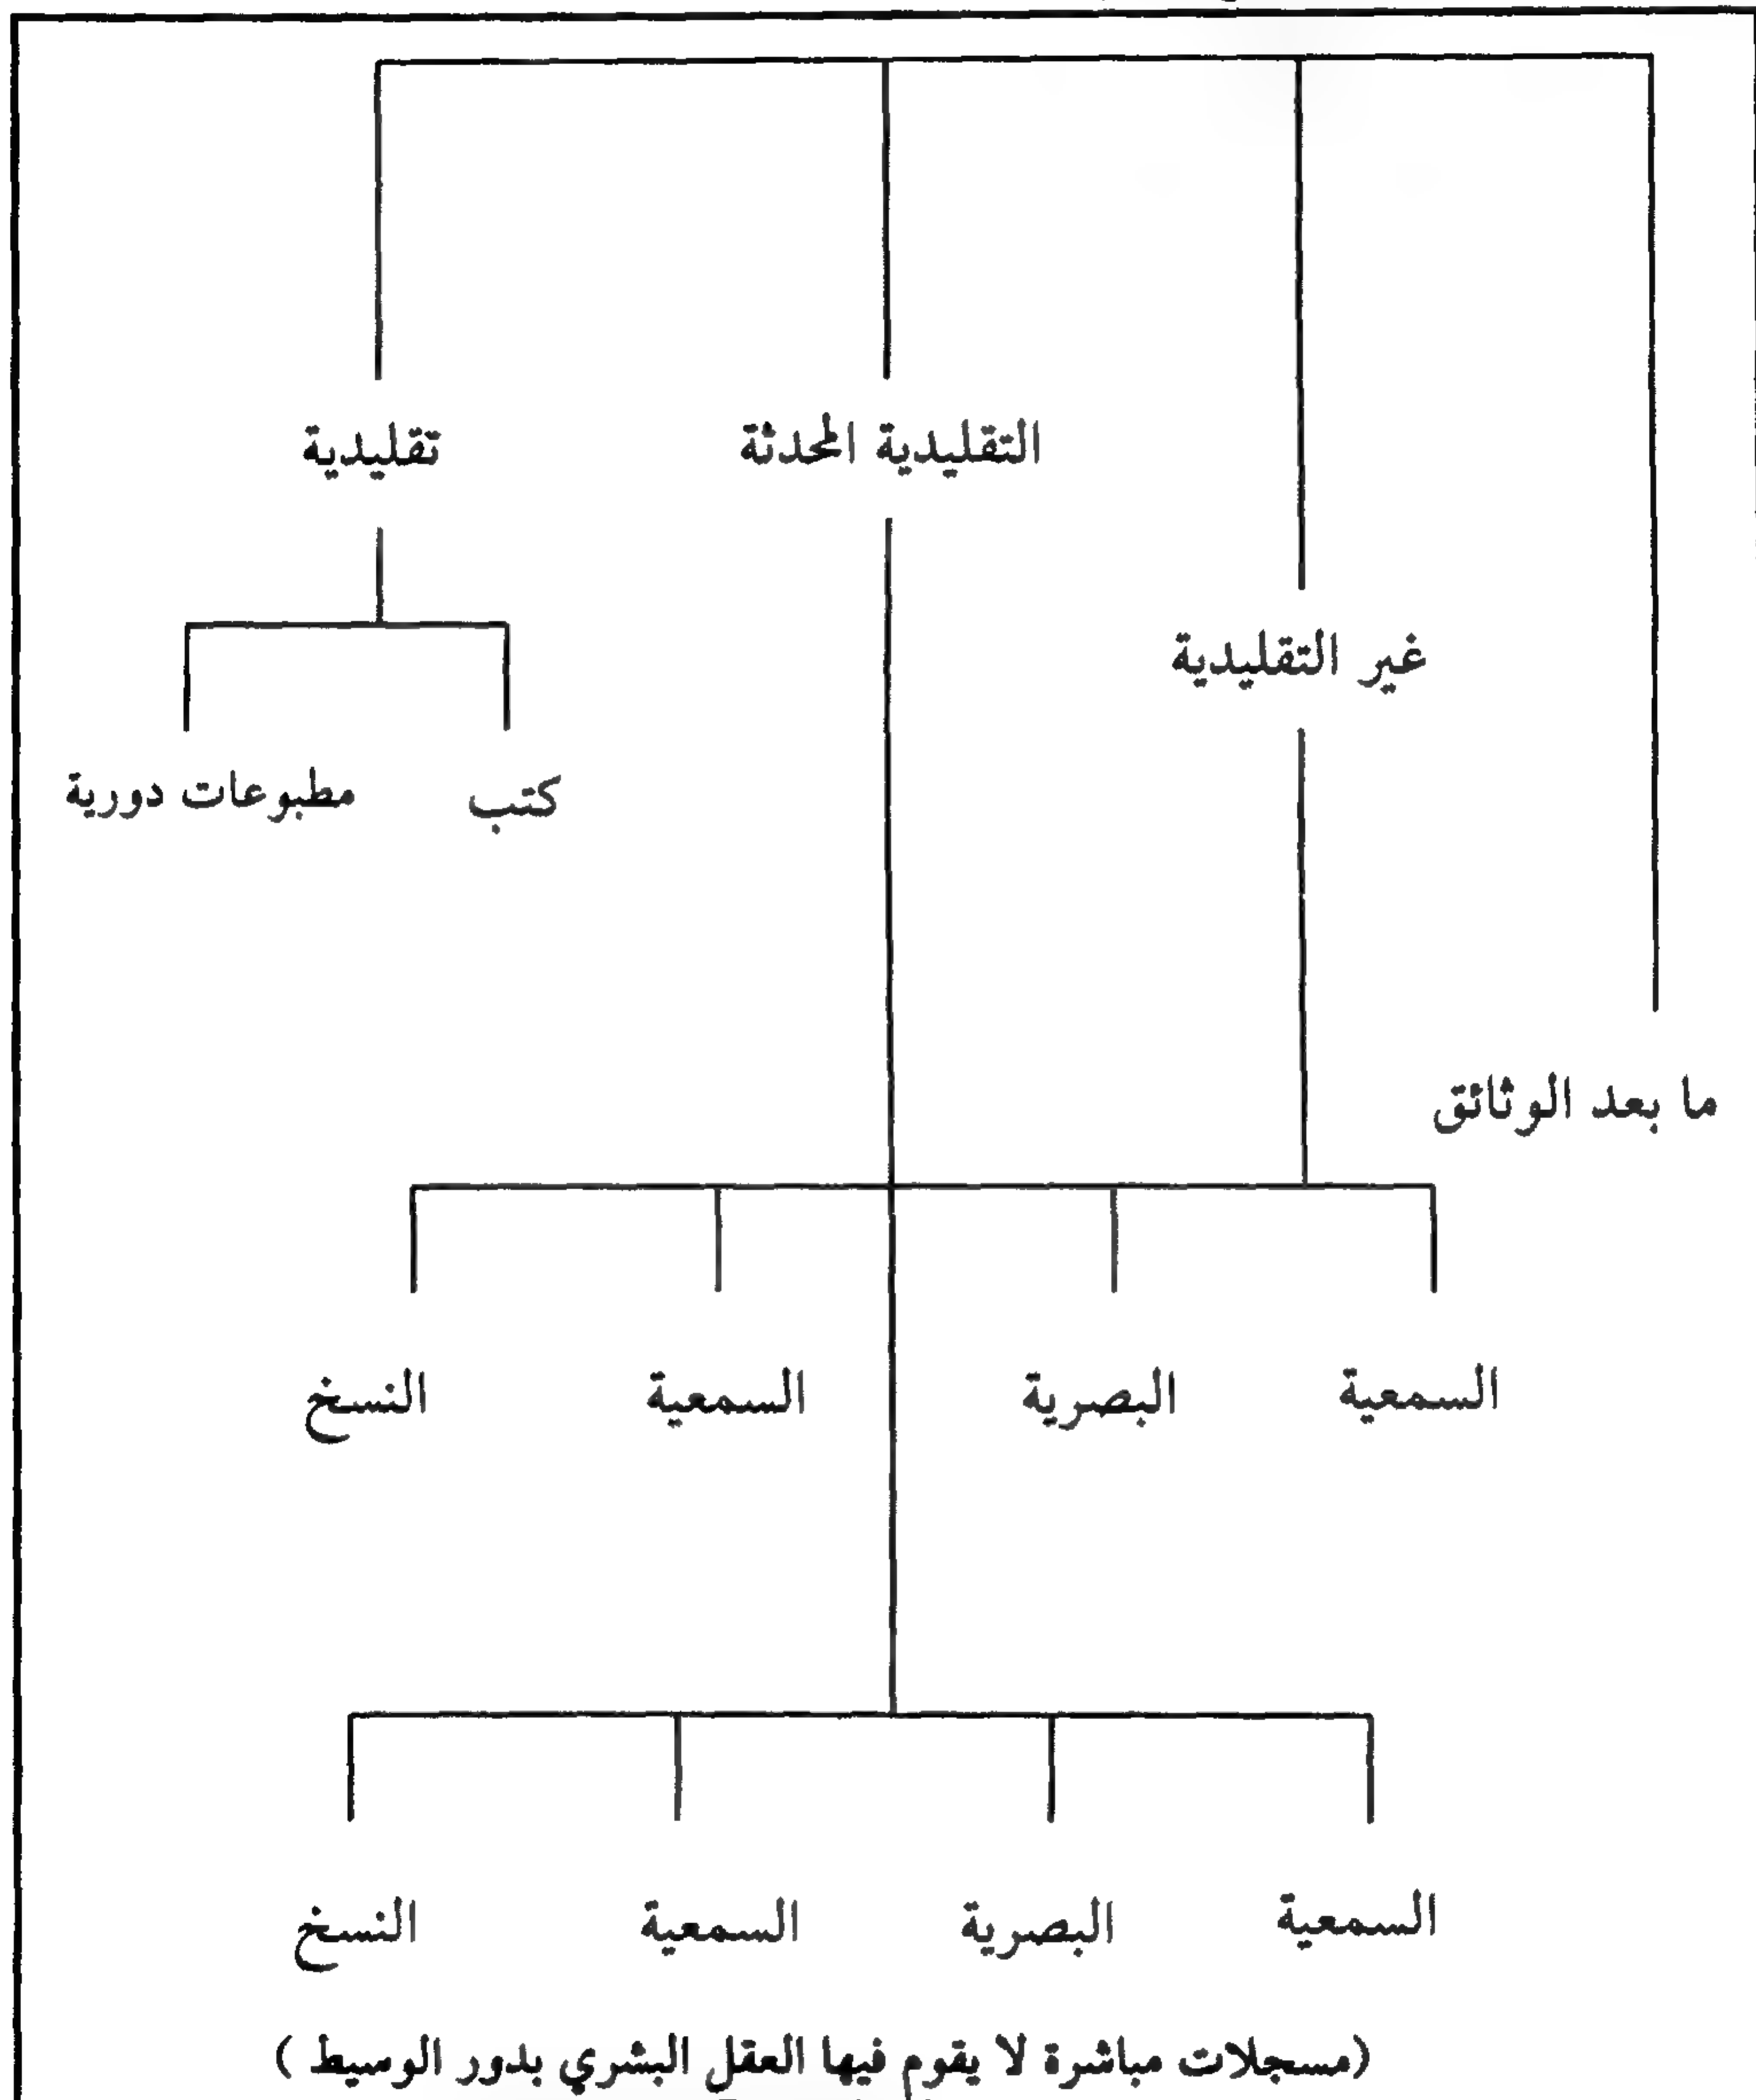 التقليدية المحدثة
تقليدية
غير التقليدية
كتب
مطبوعات دورية
ما بعد الوثائق
السمعية
البصرية
السمعية
النسخ
السمعية
البصرية
السمعية
النسخ
(مسجلات مباشرة لا يقوم فيها العقل البشري بدور الوسيط )